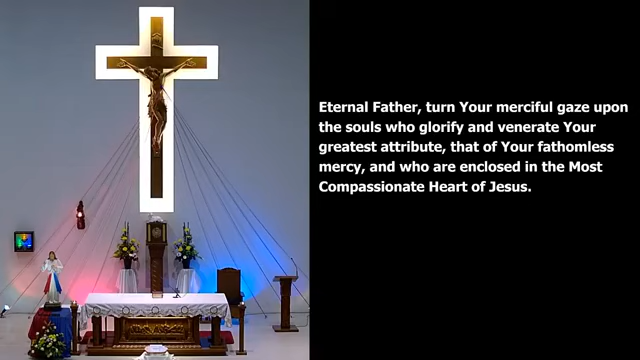 Eternal Father, turn Your merciful gaze upon
the souls who glorify and venerate Your
greatest attribute, that of Your fathomless
mercy, and who are enclosed in the Most
Compassionate Heart of Jesus.